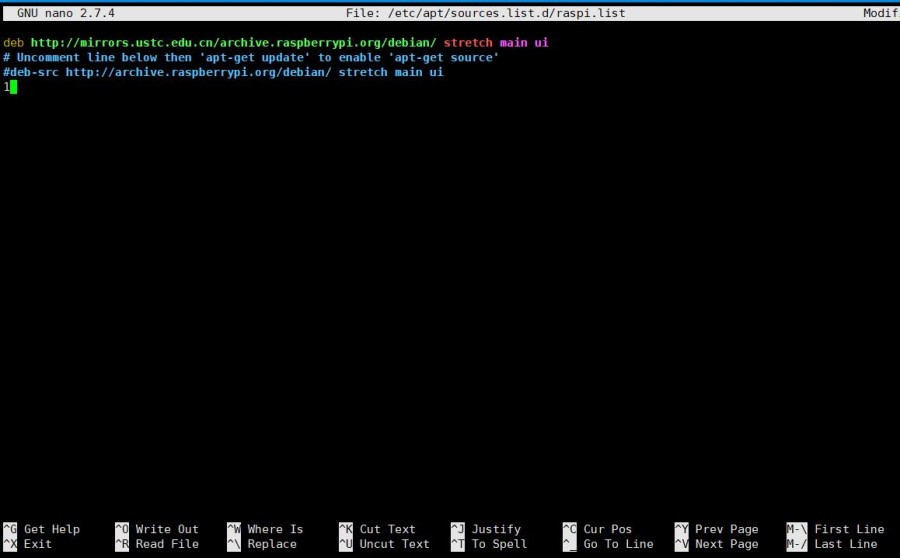 GNU nano 2.7.4 File: /etc/apt/sources.list.d/raspi.list Modif
deb http://mirrors.ustc.edu.cn/archive.raspberrypi.org/debian/ stretch main ui
# Uncomment line below then 'apt-get update' to enable 'apt-get source'
#deb-src http://archive.raspberrypi.org/debian/ stretch main ui
1
^G Get Help ^O Write Out ^W Where Is ^K Cut Text ^J Justify ^C Cur Pos ^Y Prev Page M-\ First Line
^X Exit ^R Read File ^\ Replace ^U Uncut Text ^T To Spell ^_ Go To Line ^V Next Page M-/ Last Line